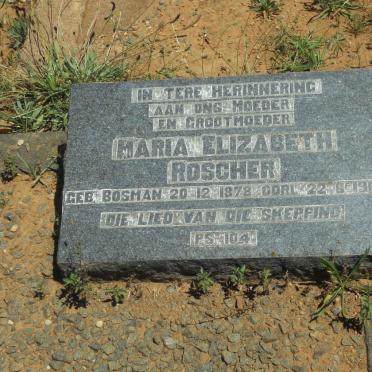 IN TERE HERINNERING
AAN ONS MOEDER
EN GROOTMOEDER
MARIA ELIZABETH
ROSCHER
GEB BOSMAN 20·12·1878 OORL 22·8·19
DIE LIED VAN DIE SKEPPING
PS·104